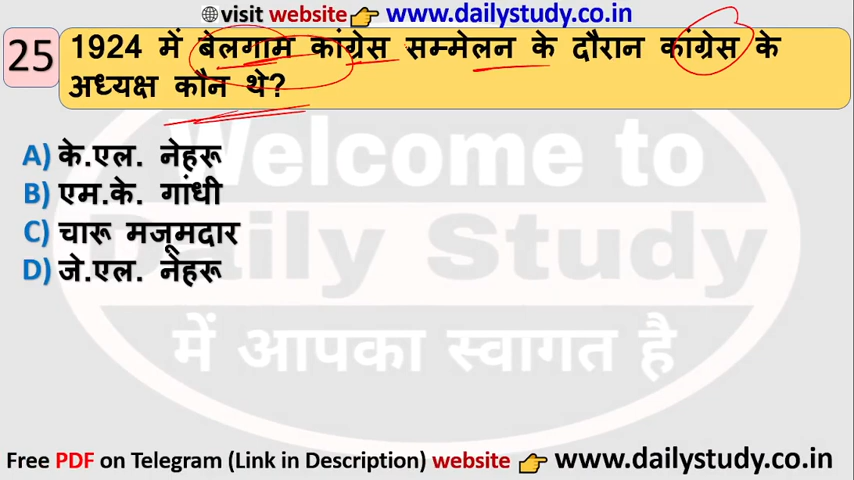 visit website 👉 www.dailystudy.co.in
25
1924 में बेलगाम कांग्रेस सम्मेलन के दौरान कांग्रेस के
अध्यक्ष कौन थे?
A) के.एल. नेहरू
B) एम.के. गांधी
C) चारू मजूमदार
D) जे.एल. नेहरू
Welcome to
Daily Study
में आपका स्वागत है
Free PDF on Telegram (Link in Description) website 👉 www.dailystudy.co.in